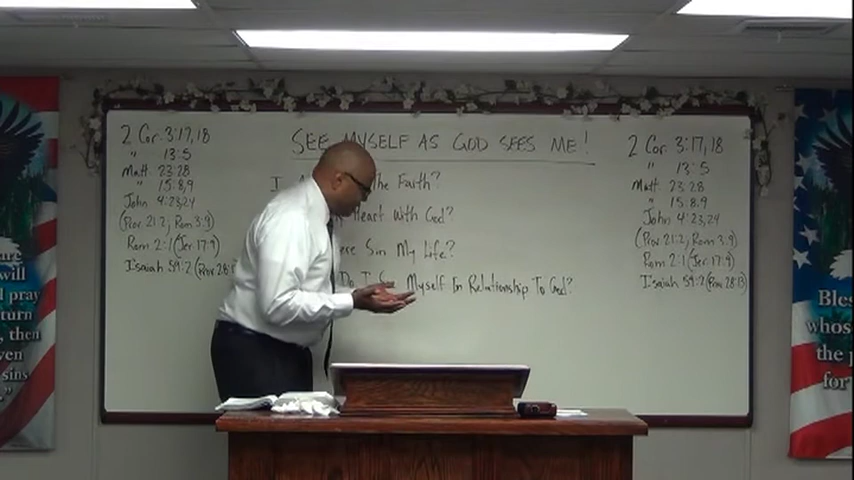 2 Cor. 3:17,18
" 13:5
Matt. 23:28
" 15:8,9
John 4:23,24
(Prov. 21:2, Rom 3:9)
Rom 2:1 (Jer. 17:9)
Isaiah 59:2 (Prov 28:1
SEE MYSELF AS GOD SEES ME!
I The Faith?
Heart With God?
Sin My Life?
Do I See Myself In Relationship To God?
2 Cor. 3:17,18
" 13:5
Matt. 23:28
" 15:8,9
John 4:23,24
(Prov. 21:2, Rom 3:9)
Rom 2:1 (Jer. 17:9)
Isaiah 59:2 (Prov 28:13)
are
will
d pray
turn
, then
ven
sins
."
Bles
whose
the p
for